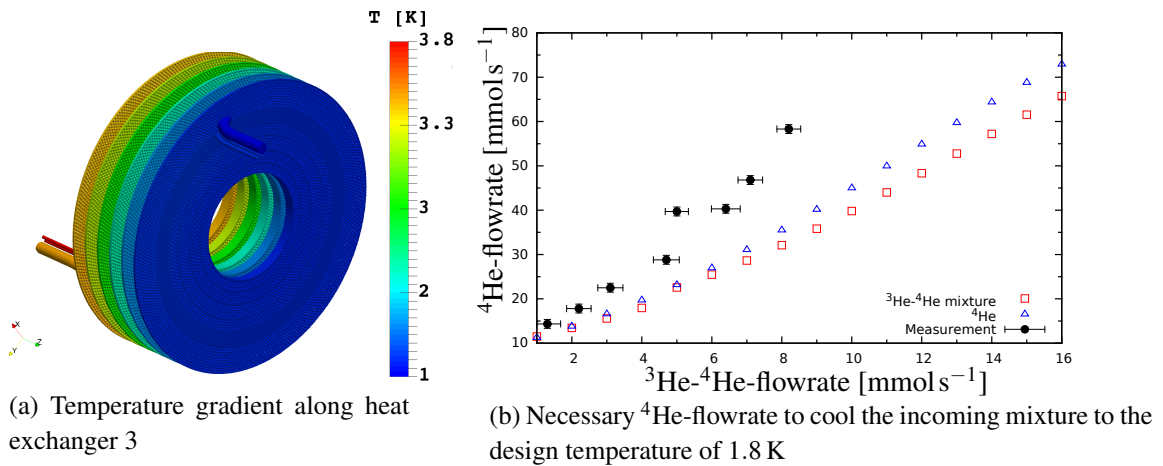 T [K]
3.8
3.3
3
2
1
X
Y
Z
(a) Temperature gradient along heat
exchanger 3
⁴He-flowrate [mmol s⁻¹]
80
70
60
50
40
30
20
10
³He-⁴He mixture
⁴He
Measurement
2 4 6 8 10 12 14 16
³He-⁴He-flowrate [mmol s⁻¹]
(b) Necessary ⁴He-flowrate to cool the incoming mixture to the
design temperature of 1.8 K